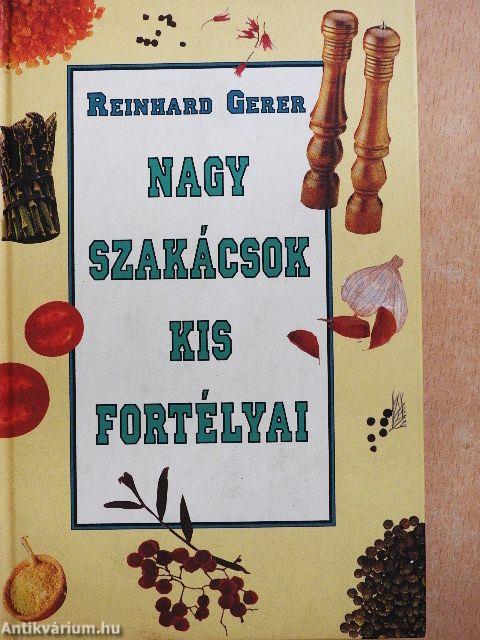 REINHARD GERER
NAGY
SZAKÁCSOK
KIS
FORTÉLYAI
Antikvárium.hu